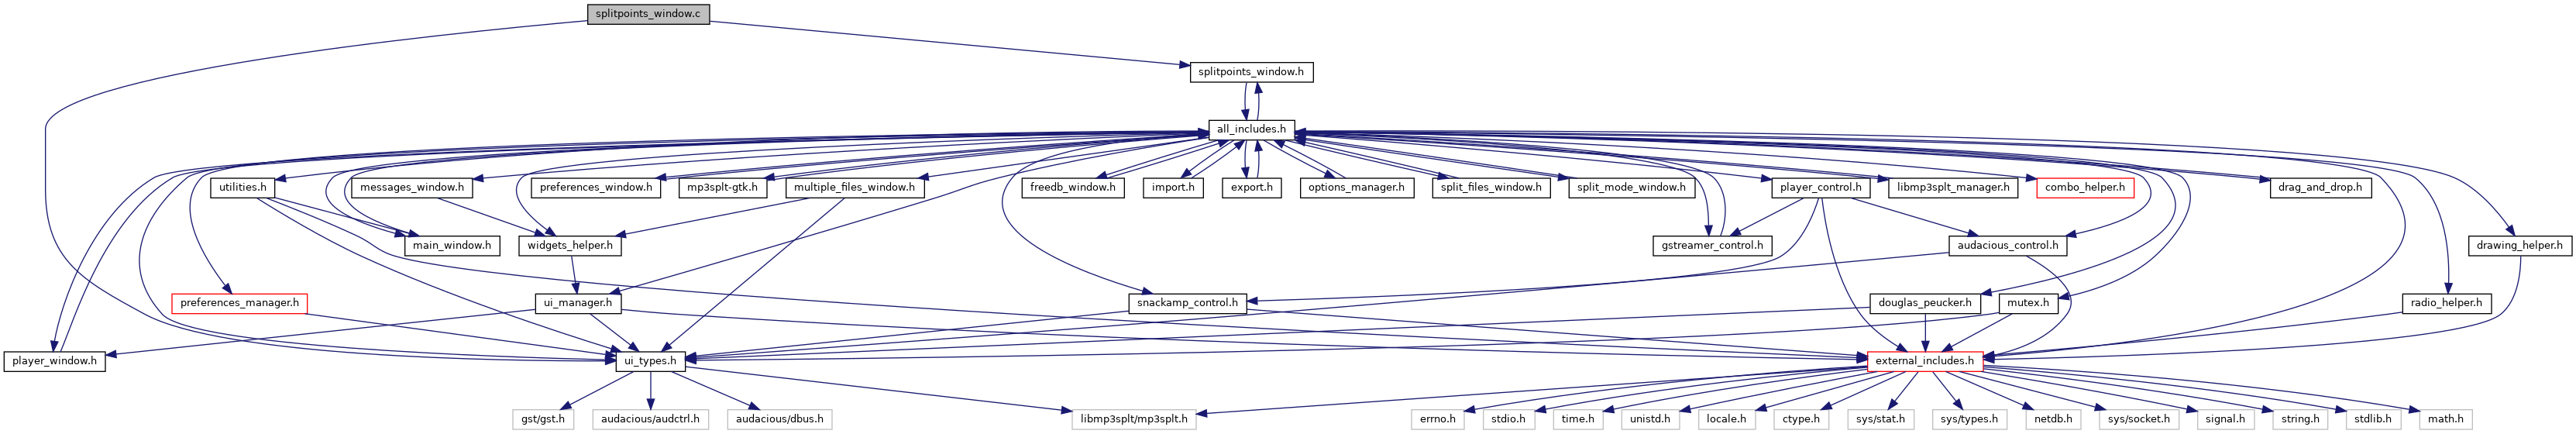 splitpoints_window.c
splitpoints_window.h
all_includes.h
utilities.h
messages_window.h
preferences_window.h
mp3splt-gtk.h
multiple_files_window.h
freedb_window.h
import.h
export.h
options_manager.h
split_files_window.h
split_mode_window.h
player_control.h
libmp3splt_manager.h
combo_helper.h
drag_and_drop.h
main_window.h
widgets_helper.h
gstreamer_control.h
audacious_control.h
drawing_helper.h
preferences_manager.h
ui_manager.h
snackamp_control.h
douglas_peucker.h
mutex.h
radio_helper.h
player_window.h
ui_types.h
external_includes.h
gst/gst.h
audacious/audctrl.h
audacious/dbus.h
libmp3splt/mp3splt.h
errno.h
stdio.h
time.h
unistd.h
locale.h
ctype.h
sys/stat.h
sys/types.h
netdb.h
sys/socket.h
signal.h
string.h
stdlib.h
math.h